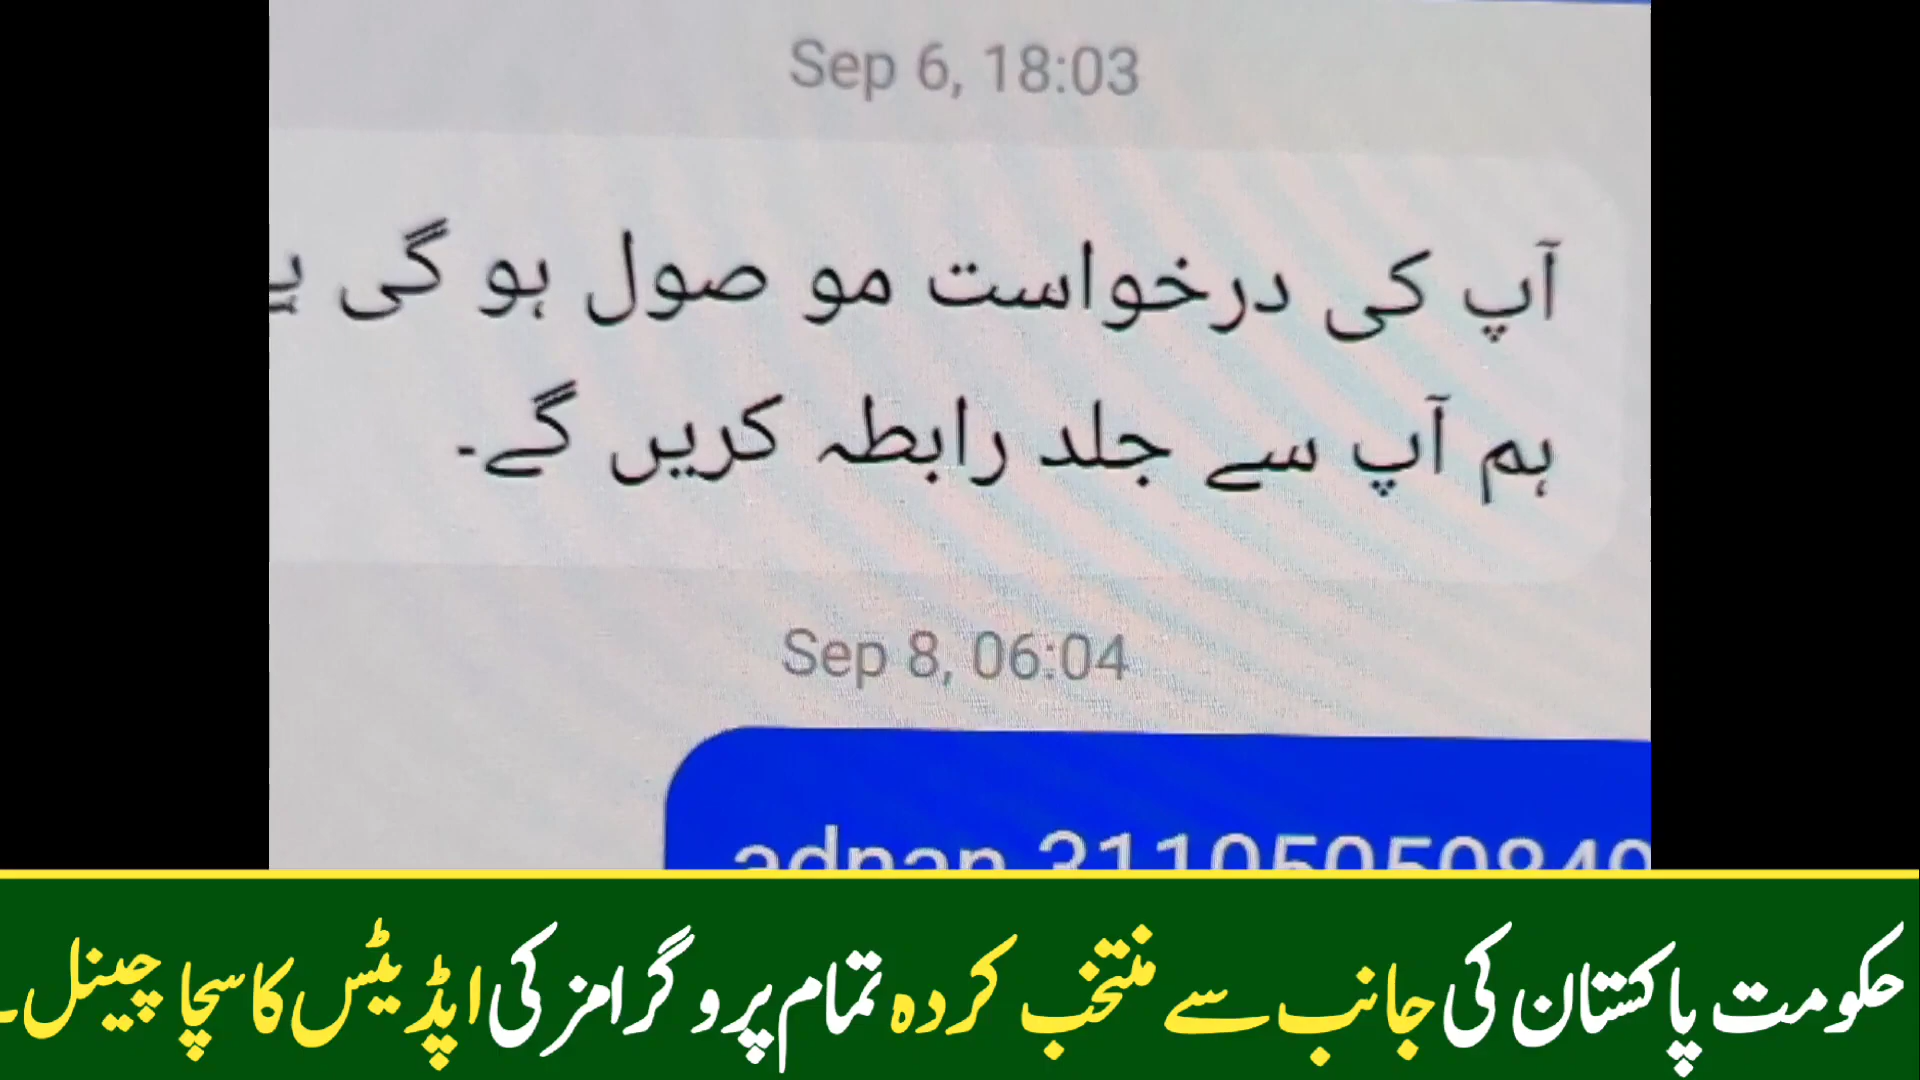 Sep 6, 18:03
آپ کی درخواست مو صول ہو گی
ہم آپ سے جلد رابطہ کریں گے۔
Sep 8, 06:04
adnan
حکومت پاکستان کی جانب سے منتخب کردہ تمام پروگرامز کی اپڈیٹس کا سچا چینل۔